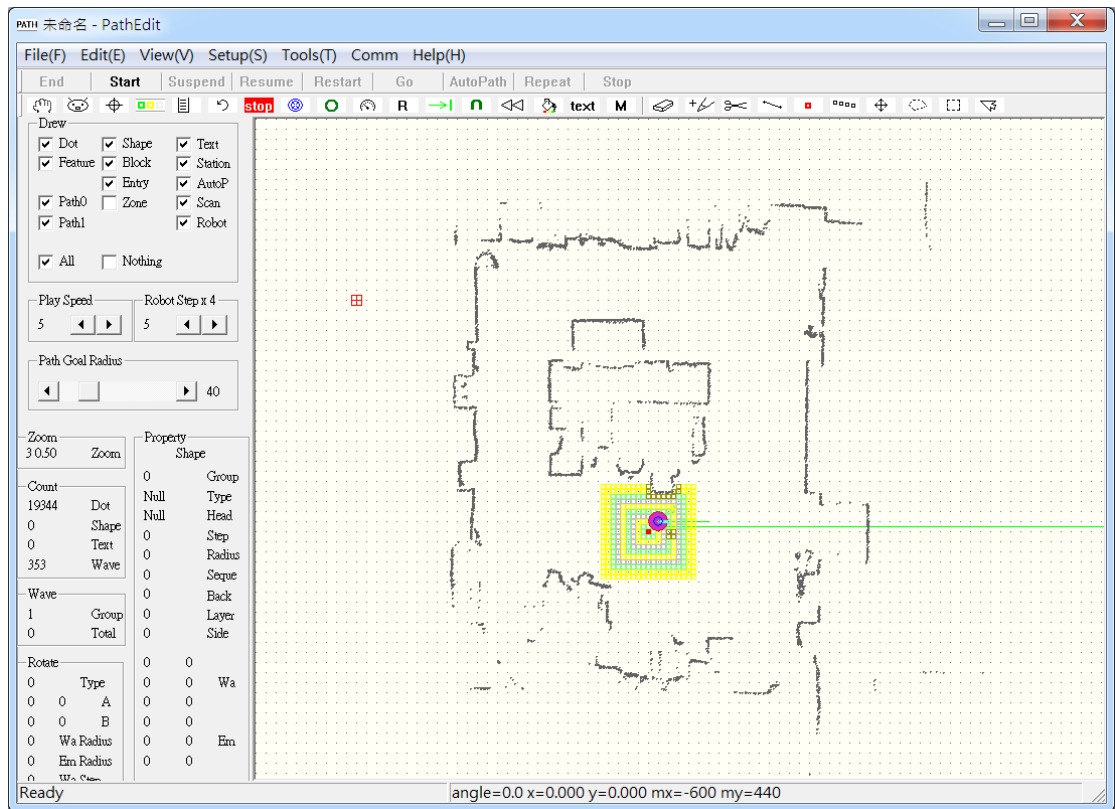 PATH 未命名 - PathEdit
File(F) Edit(E) View(V) Setup(S) Tools(T) Comm Help(H)
End Start Suspend Resume Restart Go AutoPath Repeat Stop
stop R text M
Drew
Dot Shape Text
Feature Block Station
Entry AutoP
Path0 Zone Scan
Path1 Robot
All Nothing
Play Speed
5
Robot Step x 4
5
Path Goal Radius
40
Zoom
3 0.50 Zoom
Count
19344 Dot
0 Shape
0 Text
353 Wave
Wave
1 Group
0 Total
Rotate
0 Type
0 0 A
0 0 B
0 Wa Radius
0 Em Radius
0 Wa Step
Property
Shape
0 Group
Null Type
Null Head
0 Step
0 Radius
0 Seque
0 Back
0 Layer
0 Side
0 0
0 0 Wa
0 0
0 0
0 0 Em
0 0
Ready
angle=0.0 x=0.000 y=0.000 mx=-600 my=440